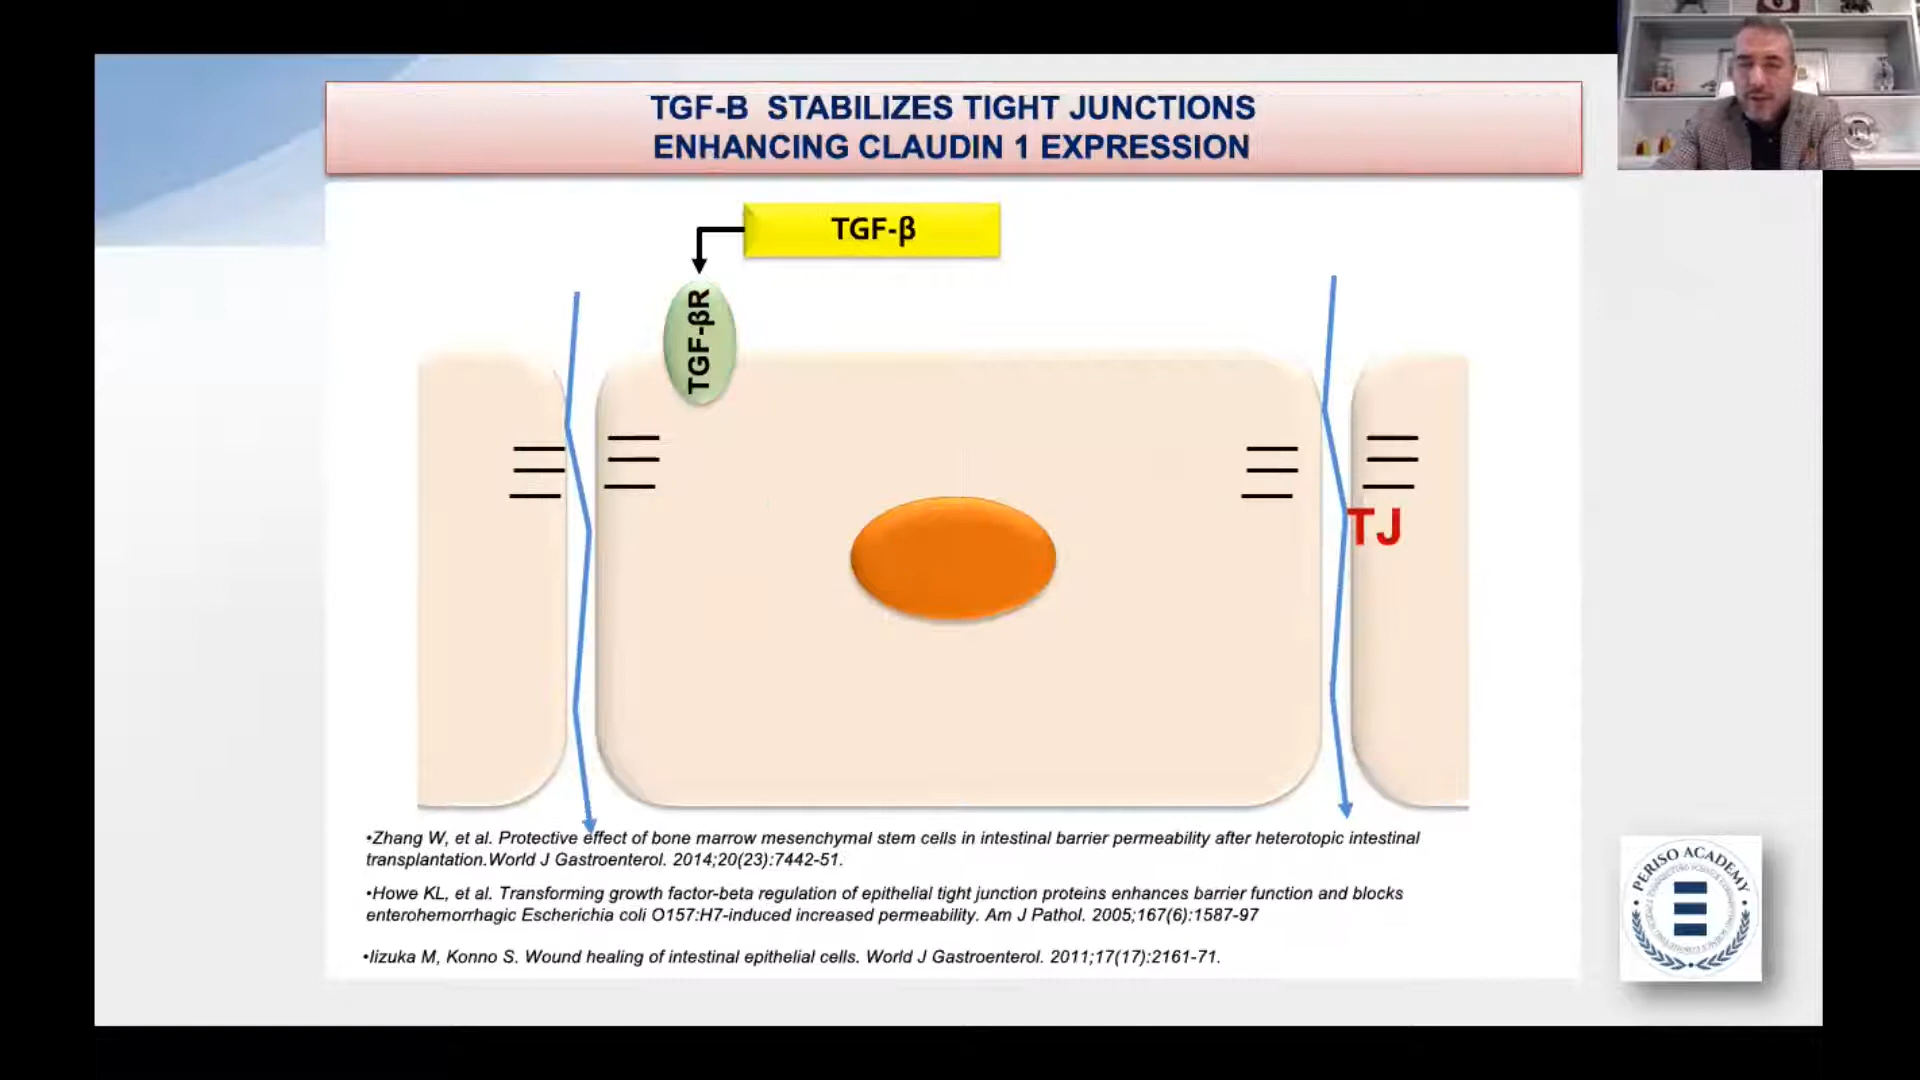 TGF-B STABILIZES TIGHT JUNCTIONS
ENHANCING CLAUDIN 1 EXPRESSION
TGF-β
TGF-βR
TJ
•Zhang W, et al. Protective effect of bone marrow mesenchymal stem cells in intestinal barrier permeability after heterotopic intestinal
transplantation.World J Gastroenterol. 2014;20(23):7442-51.
•Howe KL, et al. Transforming growth factor-beta regulation of epithelial tight junction proteins enhances barrier function and blocks
enterohemorrhagic Escherichia coli O157:H7-induced increased permeability. Am J Pathol. 2005;167(6):1587-97
•Iizuka M, Konno S. Wound healing of intestinal epithelial cells. World J Gastroenterol. 2011;17(17):2161-71.
PERISO ACADEMY